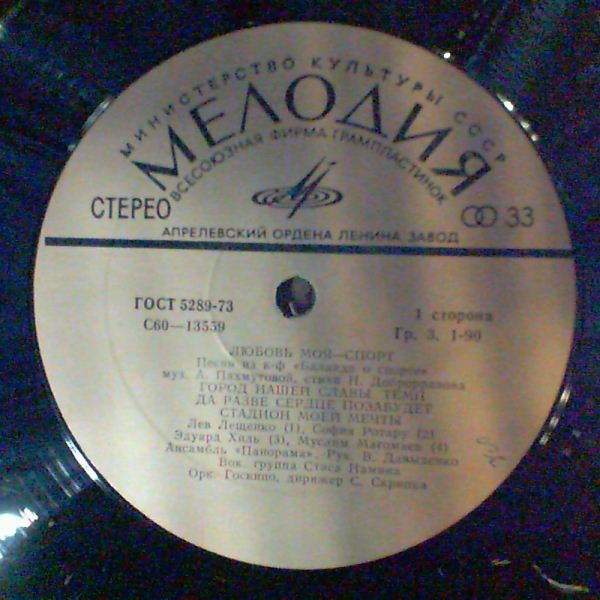 МИНИСТЕРСТВО КУЛЬТУРЫ СССР
МЕЛОДИЯ
ВСЕСОЮЗНАЯ ФИРМА ГРАМПЛАСТИНОК
СТЕРЕО
33
АПРЕЛЕВСКИЙ ОРДЕНА ЛЕНИНА ЗАВОД
ГОСТ 5289-73
1 сторона
С60—13559
Гр. 3. 1-90
ЛЮБОВЬ МОЯ—СПОРТ
Песни из к-ф «Баллада о спорте»
муз. А. Пахмутовой, стихи Н. Добронравова
ГОРОД НАШЕЙ СЛАВЫ. ТЕМП
ДА РАЗВЕ СЕРДЦЕ ПОЗАБУДЕТ
СТАДИОН МОЕЙ МЕЧТЫ
Лев Лещенко (1), София Ротару (2)
Эдуард Хиль (3), Муслим Магомаев (4)
Ансамбль «Панорама». Рук. В. Давыденко
Вок. группа Стаса Намина
Орк. Госкино, дирижер С. Скрипка